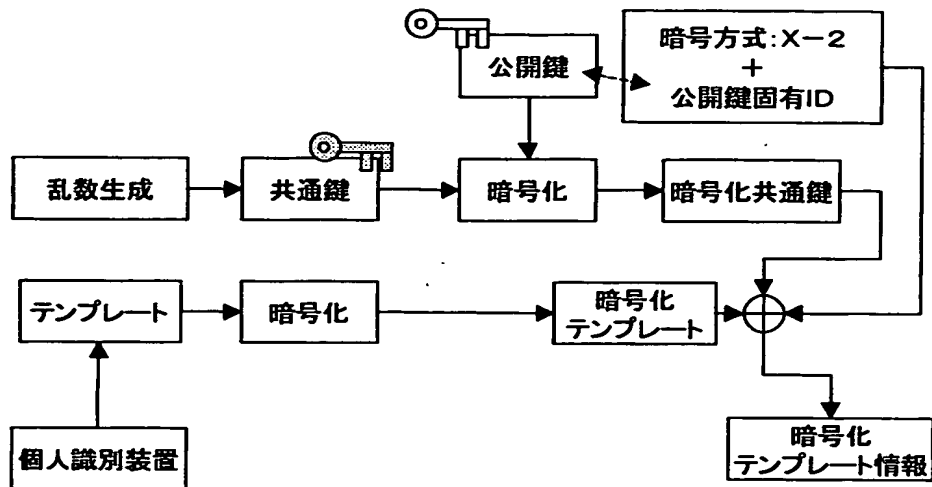 公開鍵
暗号方式:X-2
+
公開鍵固有ID
乱数生成
共通鍵
暗号化
暗号化共通鍵
テンプレート
暗号化
暗号化
テンプレート
個人識別装置
暗号化
テンプレート情報